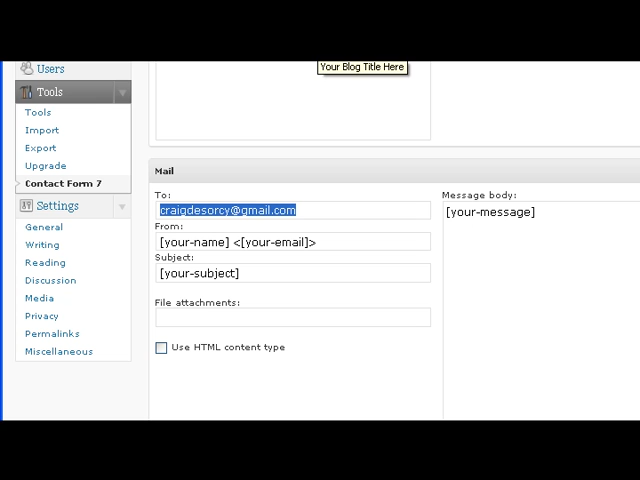 Users
Your Blog Title Here
Tools
Tools
Import
Export
Upgrade
Contact Form 7
Settings
General
Writing
Reading
Discussion
Media
Privacy
Permalinks
Miscellaneous
Mail
To:
craigdesorcy@gmail.com
From:
[your-name] <[your-email]>
Subject:
[your-subject]
File attachments:
Use HTML content type
Message body:
[your-message]